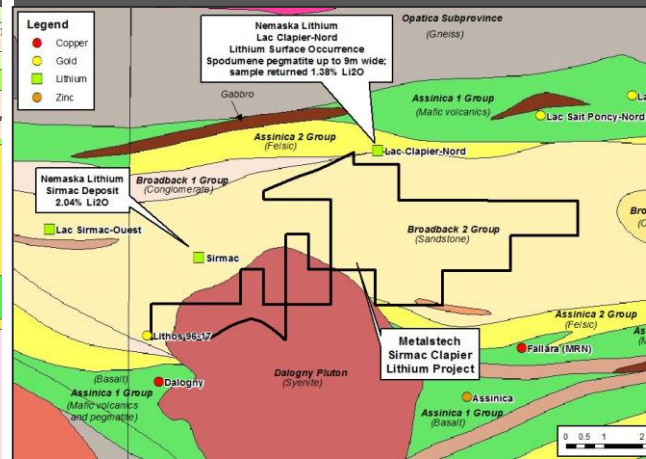 Legend
Copper
Gold
Lithium
Zinc
Nemaska Lithium
Lac Clapier-Nord
Lithium Surface Occurrence
Spodumene pegmatite up to 9m wide;
sample returned 1.38% Li2O
Opatica Subprovince
(Gneiss)
Gabbro
Assinica 1 Group
(Mafic volcanics)
La
Lac Sait Poncy-Nord
Assinica 2 Group
(Felsic)
Lac Clapier-Nord
Broadback 1 Group
(Conglomerate)
Nemaska Lithium
Sirmac Deposit
2.04% Li2O
Lac Sirmac-Ouest
Sirmac
Broadback 2 Group
(Sandstone)
Bro
(C
Lithos 96-17
Metalstech
Sirmac Clapier
Lithium Project
Assinica 2 Group
(Felsic)
Fallara (MRN)
As
(M
(Basalt)
Dalogny
Assinica 1 Group
(Mafic volcanics
and pegmatite)
Dalogny Pluton
(Syenite)
Assinica
Assinica 1 Group
(Basalt)
0 0.5 1 2